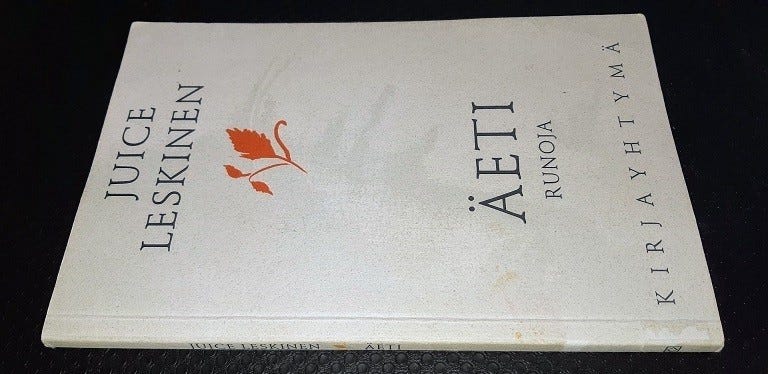 JUICE
LESKINEN
ÄETI
RUNOJA
KIRJAYHTYMÄ
JUICE LESKINEN ÄETI